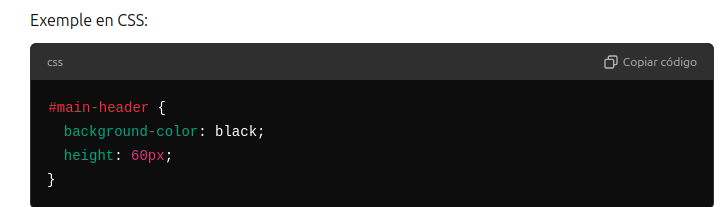 Exemple en CSS:
css
Copiar código
#main-header {
  background-color: black;
  height: 60px;
}